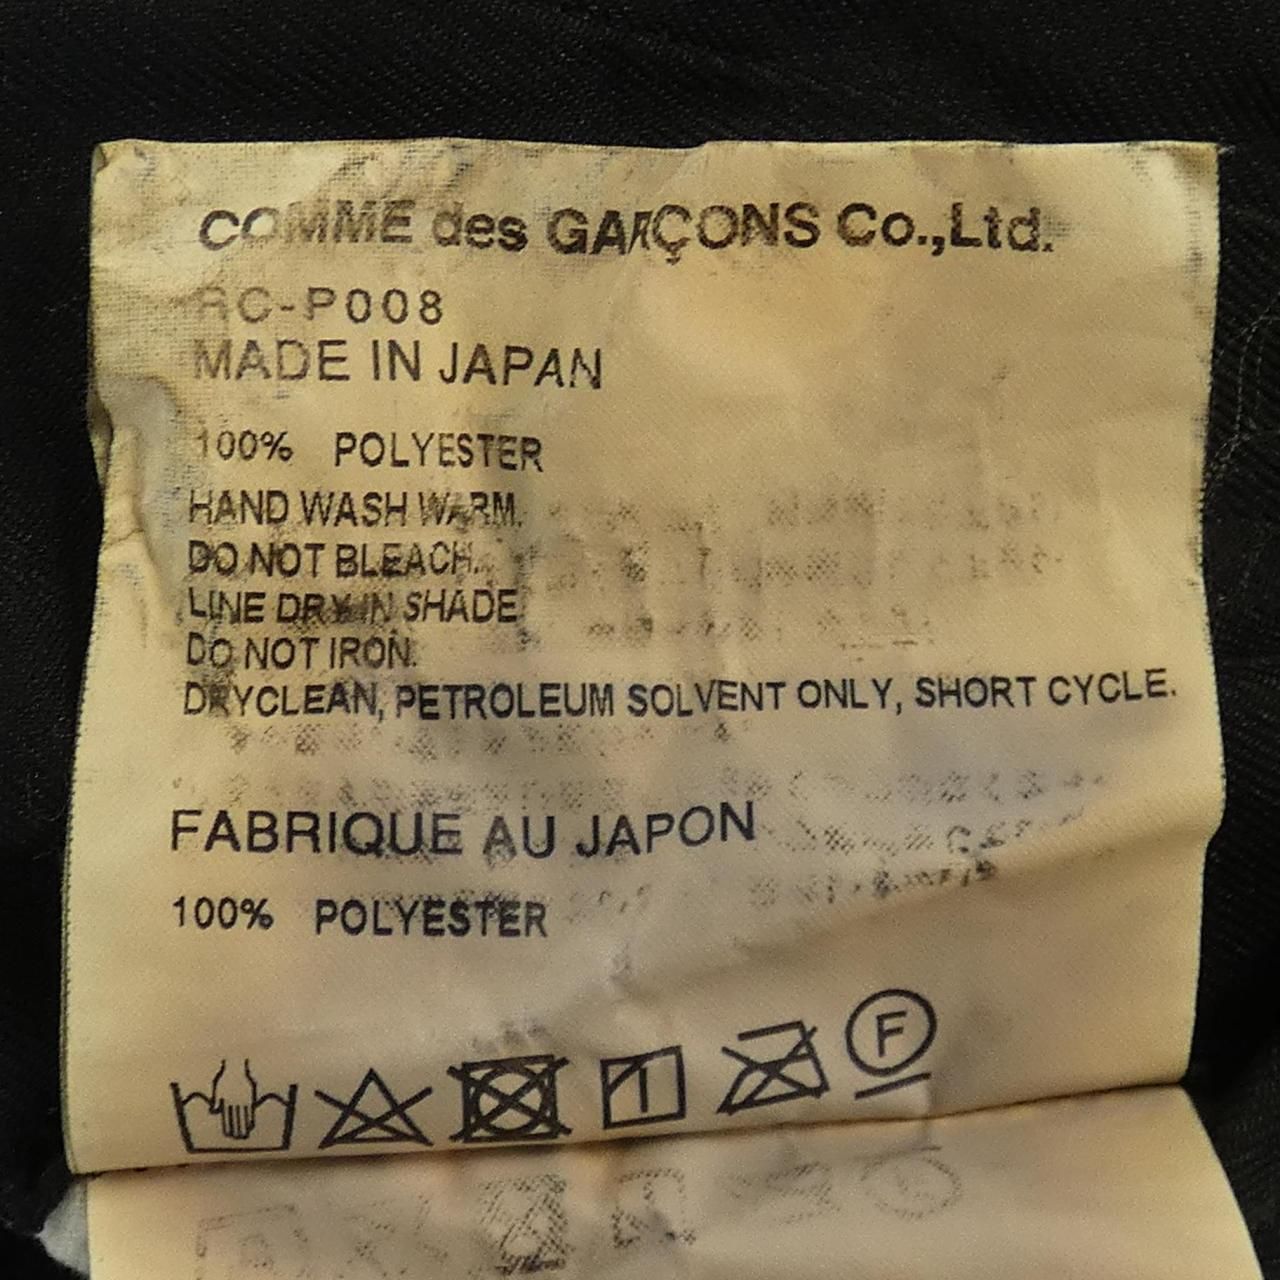 COMME des GARÇONS Co.,Ltd.
RC-P008
MADE IN JAPAN
100% POLYESTER
HAND WASH WARM.
DO NOT BLEACH.
LINE DRY IN SHADE
DO NOT IRON.
DRYCLEAN, PETROLEUM SOLVENT ONLY, SHORT CYCLE.
FABRIQUE AU JAPON
100% POLYESTER
F